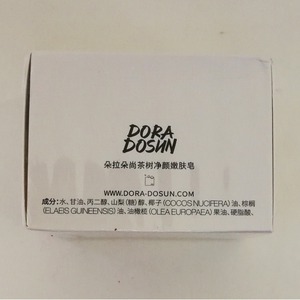 DORA
DOSUN
朵拉朵尚茶树净颜嫩肤皂
WWW.DORA-DOSUN.COM
成分:水、甘油、丙二醇、山梨(糖)醇、椰子(COCOS NUCIFERA)油、棕榈
(ELAEIS GUINEENSIS)油、油橄榄(OLEA EUROPAEA)果油、硬脂酸。